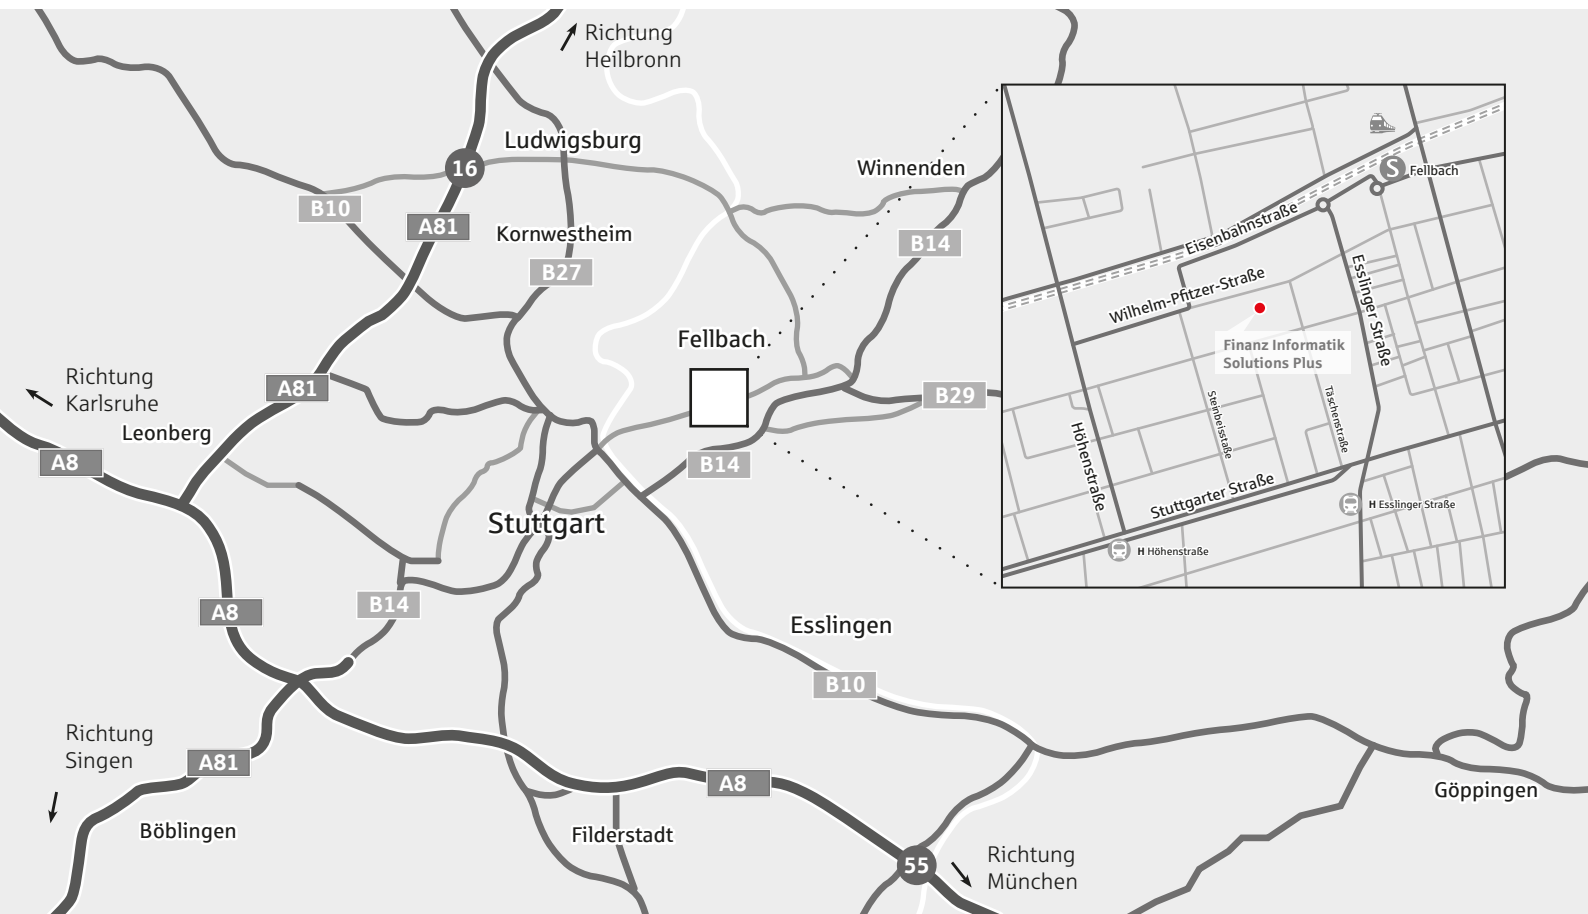 Richtung
Heilbronn
Ludwigsburg
16
Winnenden
B10
A81
Kornwestheim
B14
B27
Fellbach
Richtung
Karlsruhe
A81
B29
Leonberg
A8
B14
Stuttgart
A8
B14
Esslingen
B10
Richtung
Singen
A81
A8
Göppingen
Böblingen
Filderstadt
55
Richtung
München
S
Fellbach
Eisenbahnstraße
Wilhelm-Pfitzer-Straße
Esslinger Straße
Finanz Informatik
Solutions Plus
Steinbeisstaße
Täschenstraße
Höhenstraße
Stuttgarter Straße
H Esslinger Straße
H Höhenstraße